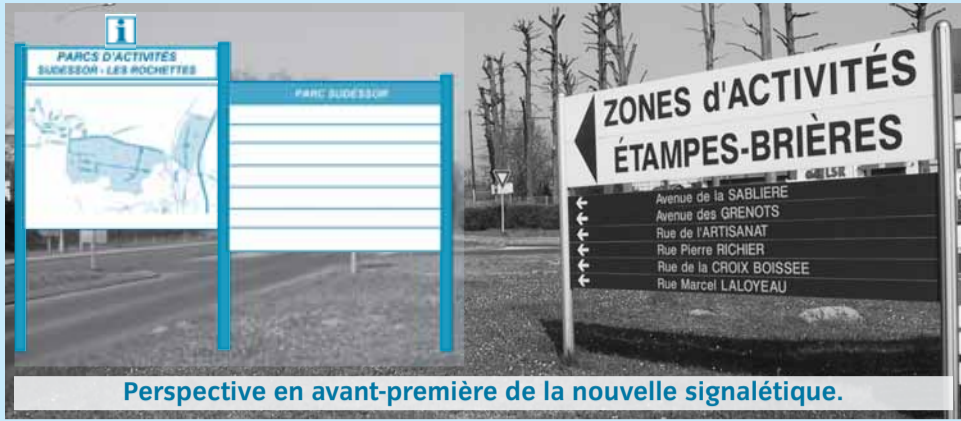 i
PARCS D'ACTIVITÉS
SUDESSOR - LES ROCHETTES
PARC SUDESSOR
ZONES d'ACTIVITÉS
ÉTAMPES-BRIÈRES
Avenue de la SABLIERE
Avenue des GRENOTS
Rue de l'ARTISANAT
Rue Pierre RICHIER
Rue de la CROIX BOISSEE
Rue Marcel LALOYEAU
Perspective en avant-première de la nouvelle signalétique.